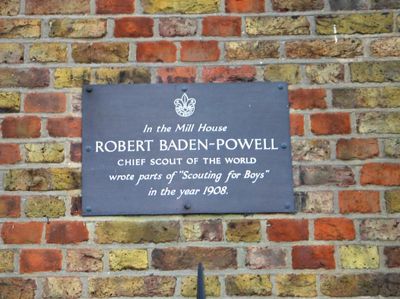 In the Mill House
ROBERT BADEN-POWELL
CHIEF SCOUT OF THE WORLD
wrote parts of "Scouting for Boys"
in the year 1908.